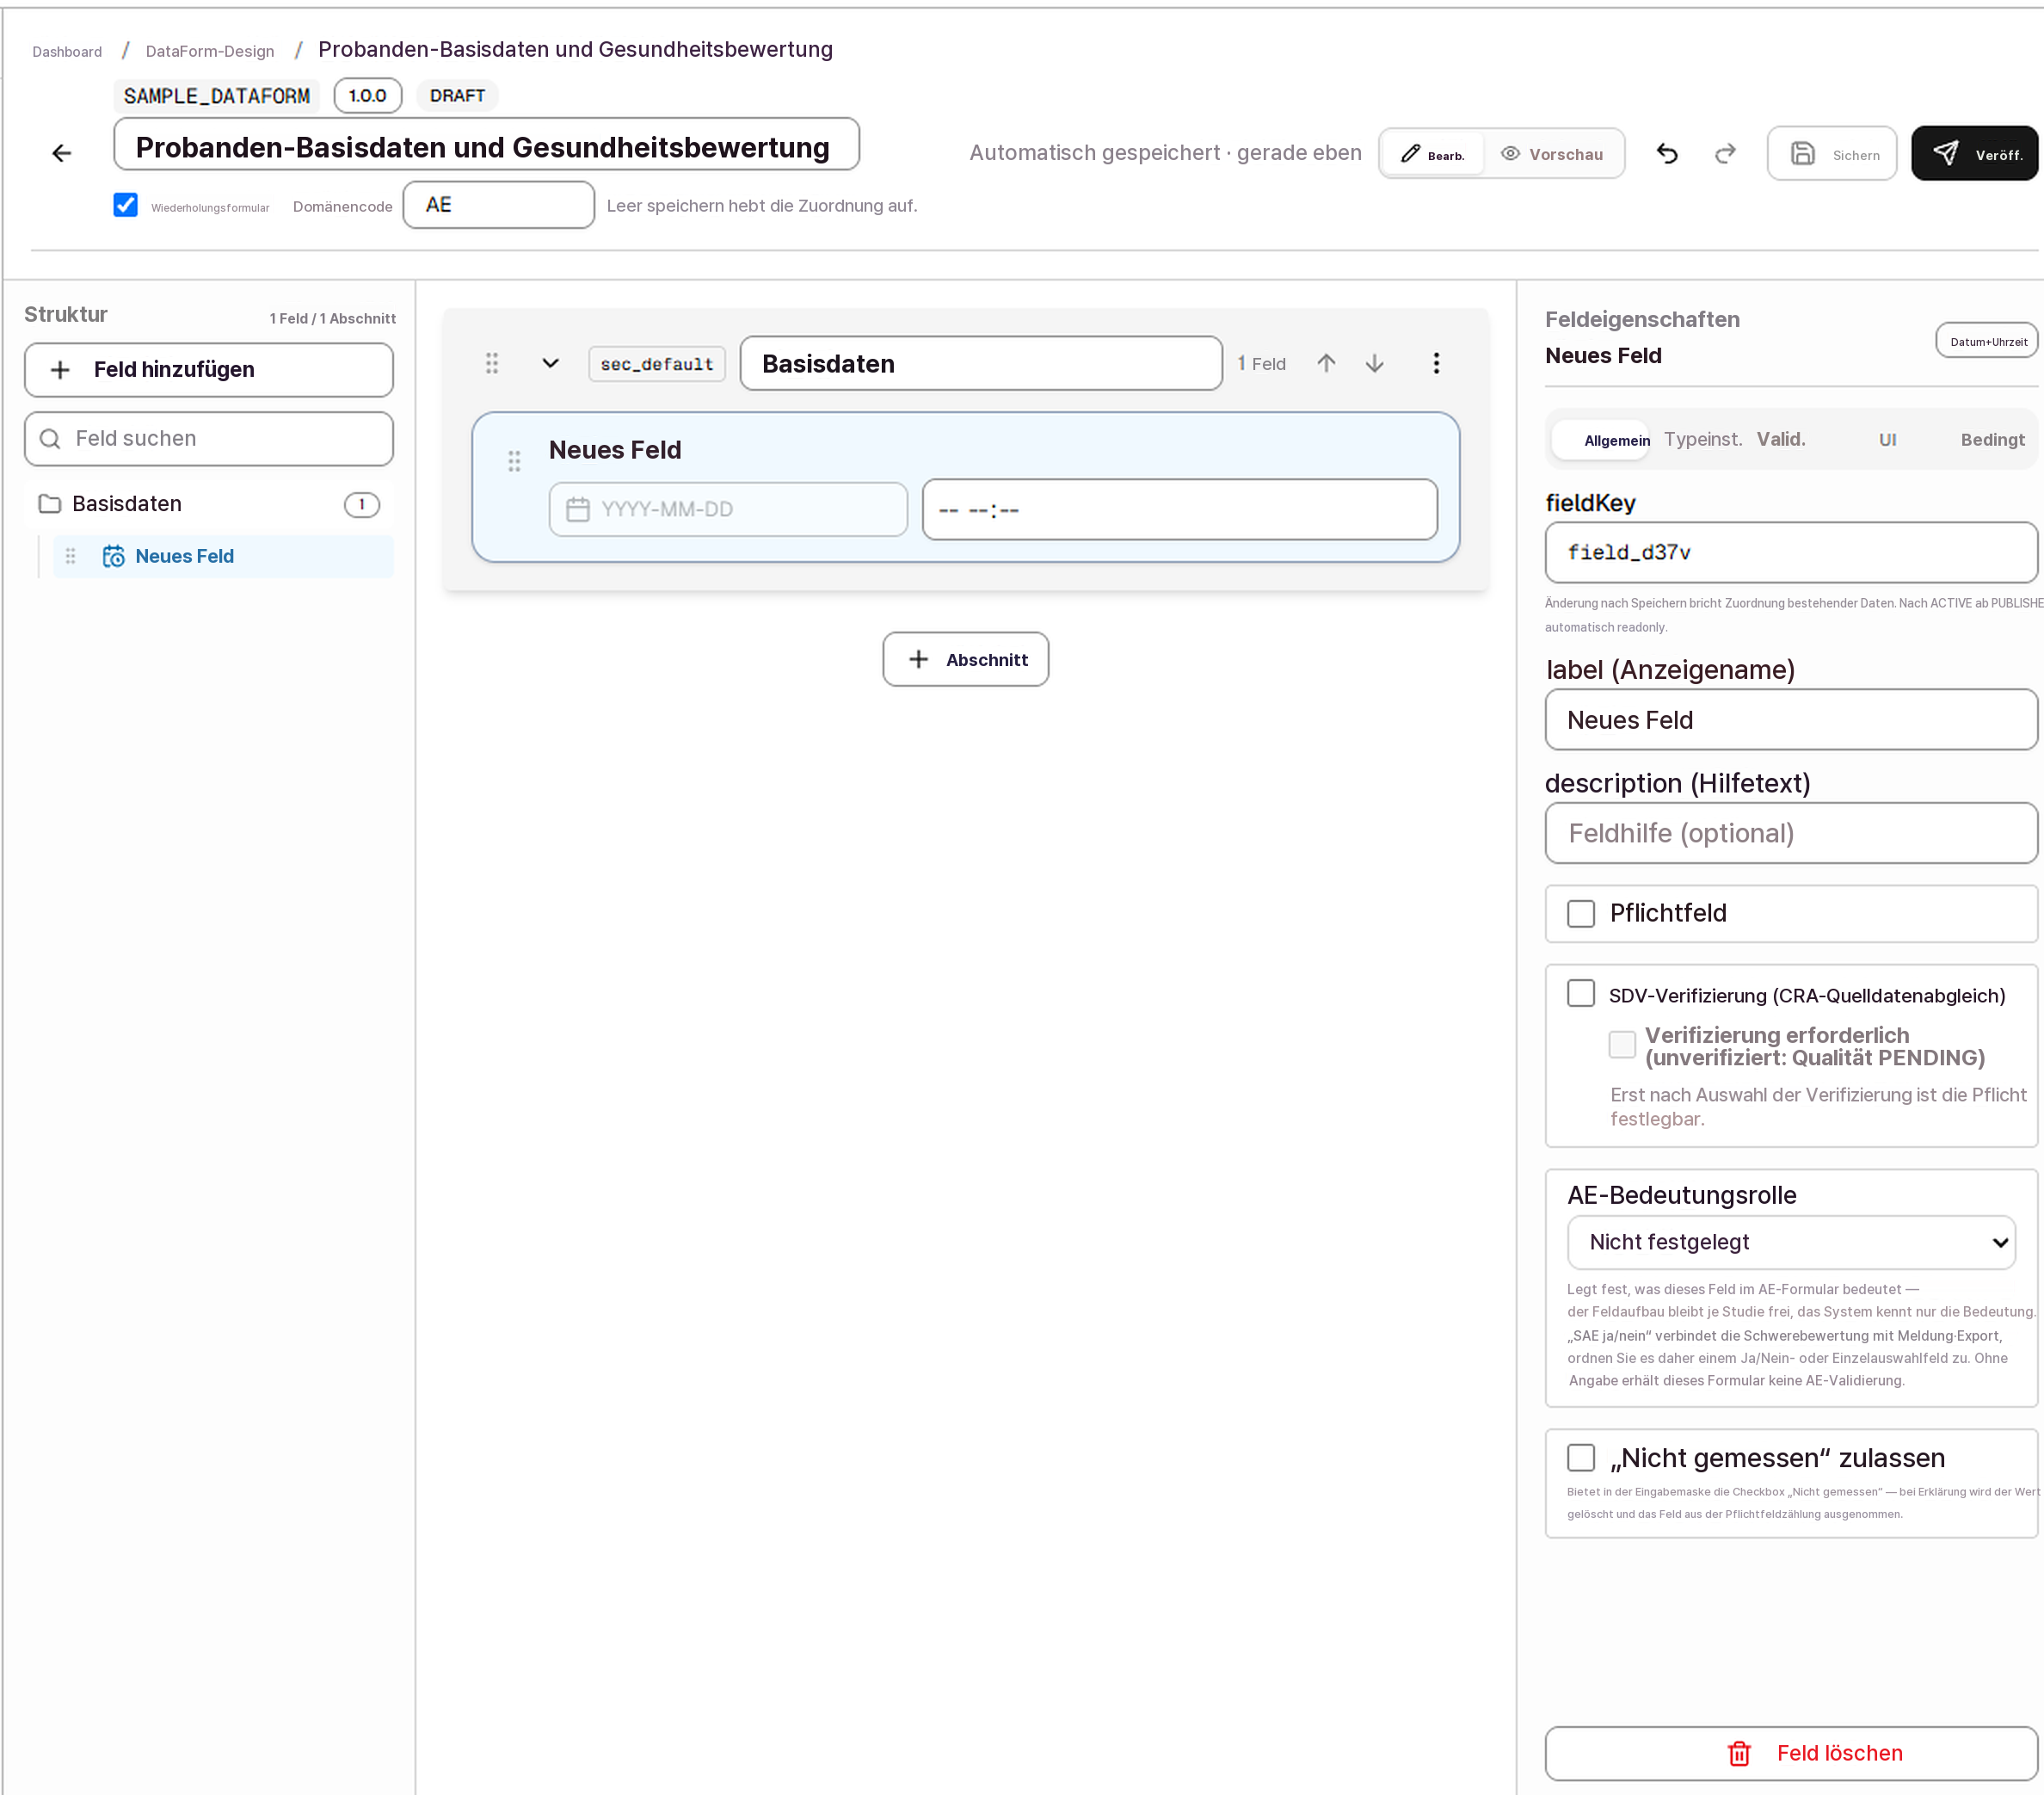 Dashboard / DataForm-Design / Probanden-Basisdaten und Gesundheitsbewertung
SAMPLE_DATAFORM 1.0.0 DRAFT
Probanden-Basisdaten und Gesundheitsbewertung
Automatisch gespeichert · gerade eben
Bearb.
Vorschau
Sichern
Veröff.
Wiederholungsformular Domänencode AE Leer speichern hebt die Zuordnung auf.
Struktur
1 Feld / 1 Abschnitt
Feld hinzufügen
Feld suchen
Basisdaten 1
Neues Feld
sec_default Basisdaten 1 Feld
Neues Feld
YYYY-MM-DD -- --:--
Abschnitt
Feldeigenschaften
Neues Feld
Datum+Uhrzeit
Allgemein Typeinst. Valid. UI Bedingt
fieldKey
field_d37v
Änderung nach Speichern bricht Zuordnung bestehender Daten. Nach ACTIVE ab PUBLISHE
automatisch readonly.
label (Anzeigename)
Neues Feld
description (Hilfetext)
Feldhilfe (optional)
Pflichtfeld
SDV-Verifizierung (CRA-Quelldatenabgleich)
Verifizierung erforderlich
(unverifiziert: Qualität PENDING)
Erst nach Auswahl der Verifizierung ist die Pflicht
festlegbar.
AE-Bedeutungsrolle
Nicht festgelegt
Legt fest, was dieses Feld im AE-Formular bedeutet —
der Feldaufbau bleibt je Studie frei, das System kennt nur die Bedeutung.
„SAE ja/nein“ verbindet die Schwerebewertung mit Meldung·Export,
ordnen Sie es daher einem Ja/Nein- oder Einzelauswahlfeld zu. Ohne
Angabe erhält dieses Formular keine AE-Validierung.
„Nicht gemessen“ zulassen
Bietet in der Eingabemaske die Checkbox „Nicht gemessen“ — bei Erklärung wird der Wert
gelöscht und das Feld aus der Pflichtfeldzählung ausgenommen.
Feld löschen